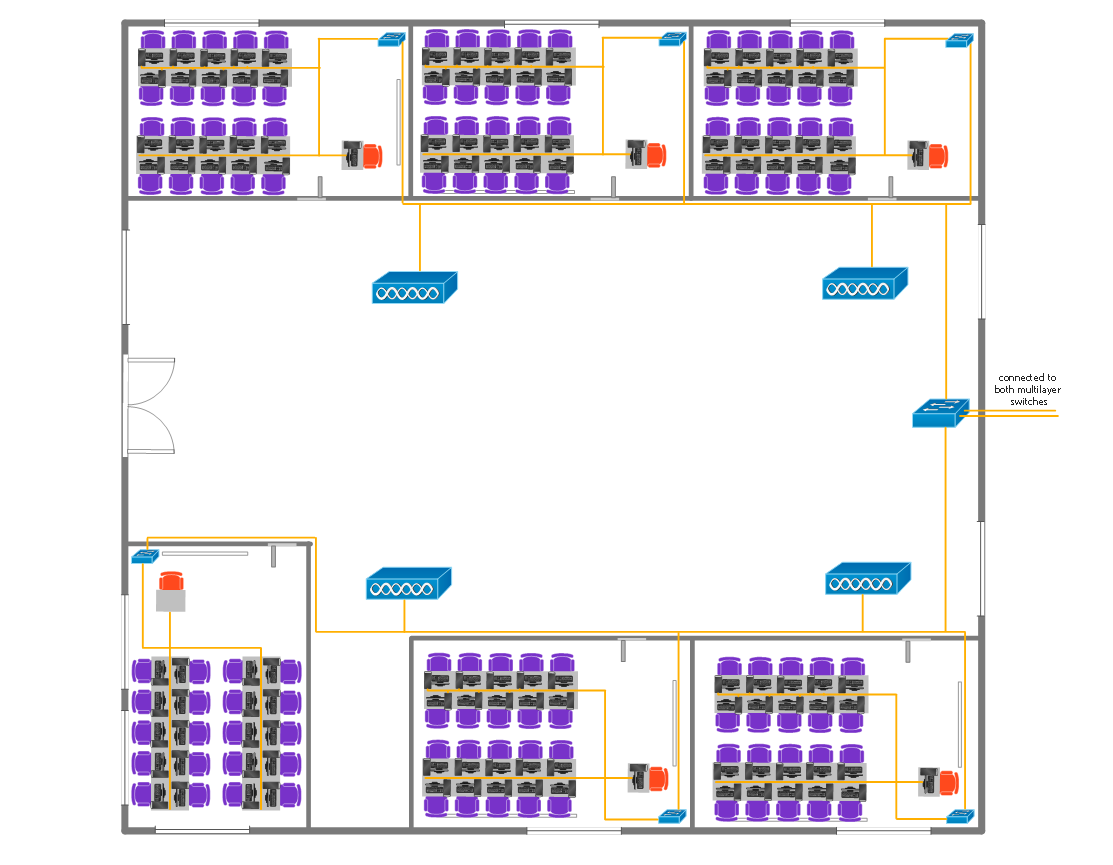 connected to
both multilayer
switches